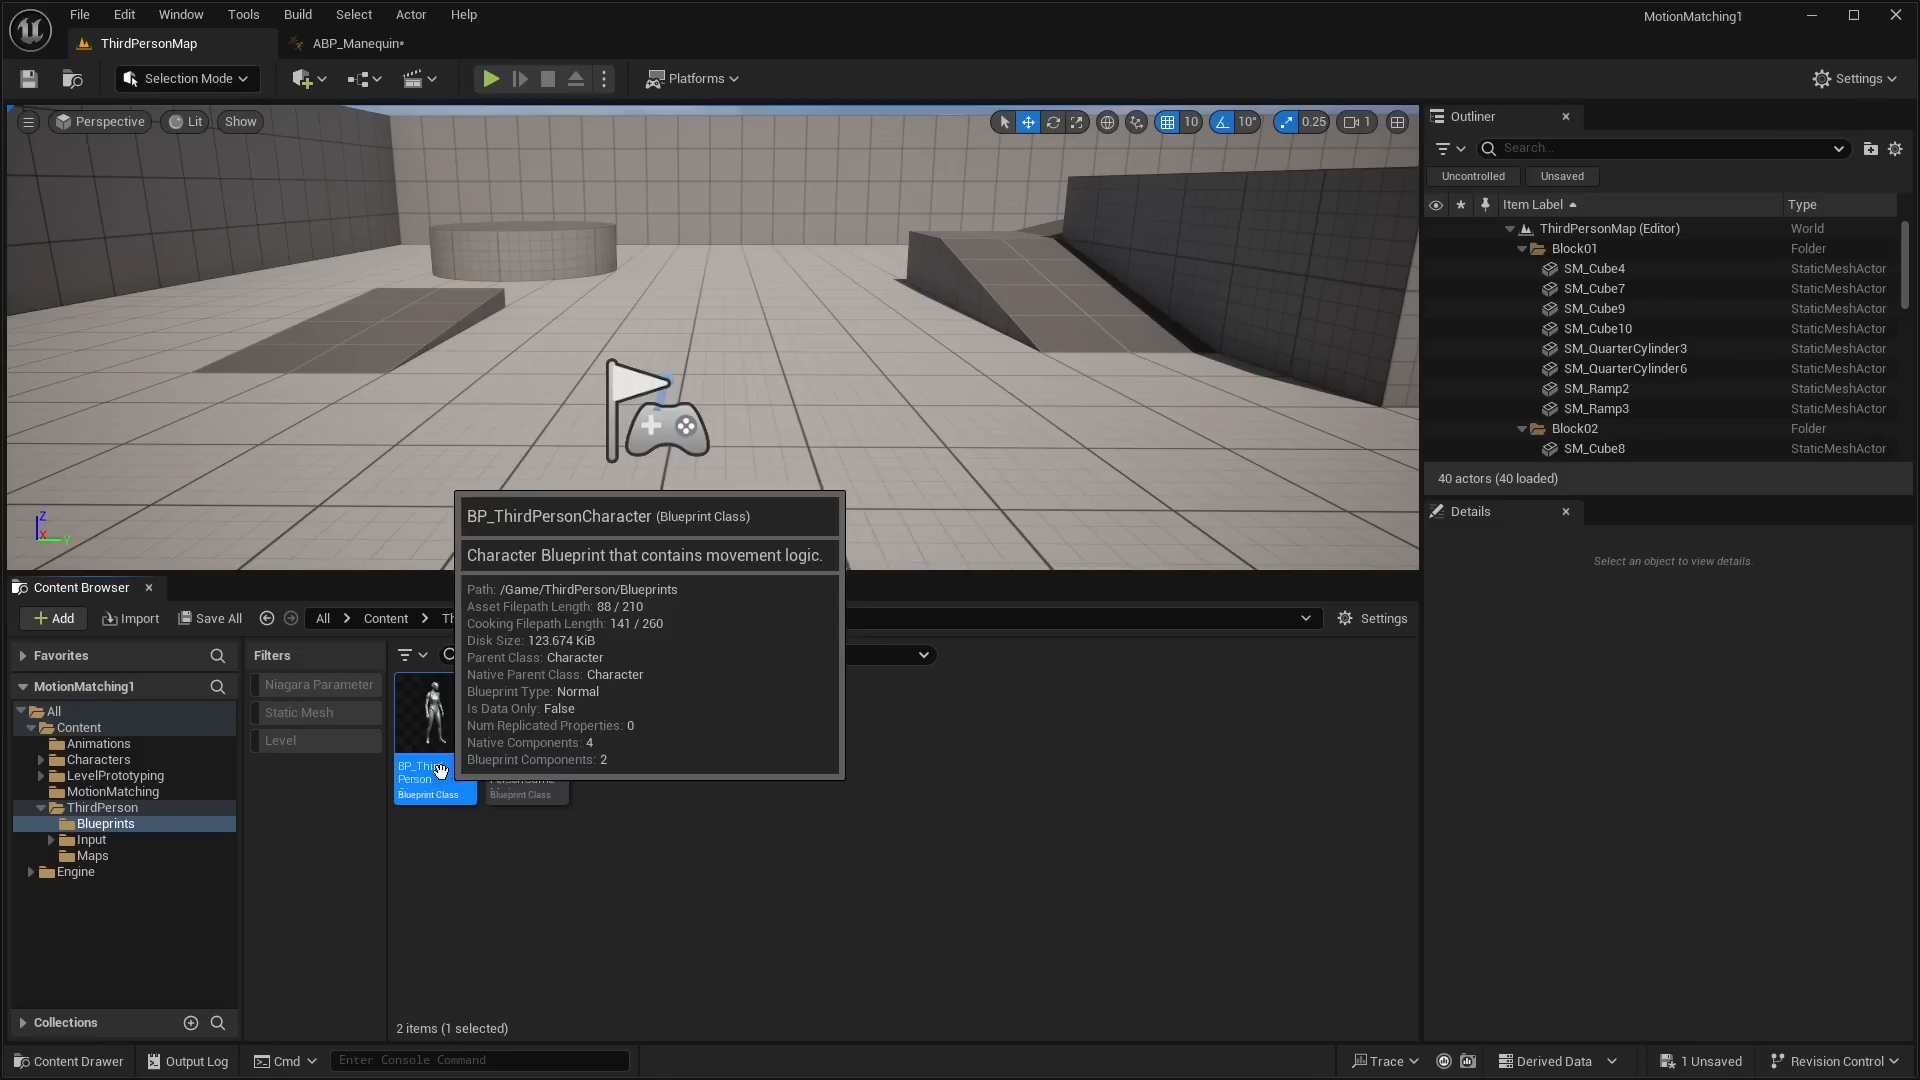 File Edit Window Tools Build Select Actor Help
MotionMatching1
ThirdPersonMap
ABP_Manequin*
Selection Mode
Platforms
Settings
Perspective
Lit
Show
10
10°
0.25
1
Outliner
Search...
Uncontrolled
Unsaved
Item Label
Type
ThirdPersonMap (Editor) World
Block01 Folder
SM_Cube4 StaticMeshActor
SM_Cube7 StaticMeshActor
SM_Cube9 StaticMeshActor
SM_Cube10 StaticMeshActor
SM_QuarterCylinder3 StaticMeshActor
SM_QuarterCylinder6 StaticMeshActor
SM_Ramp2 StaticMeshActor
SM_Ramp3 StaticMeshActor
Block02 Folder
SM_Cube8 StaticMeshActor
40 actors (40 loaded)
Details
Select an object to view details.
Z
X
Y
BP_ThirdPersonCharacter (Blueprint Class)
Character Blueprint that contains movement logic.
Path: /Game/ThirdPerson/Blueprints
Asset Filepath Length: 88 / 210
Cooking Filepath Length: 141 / 260
Disk Size: 123.674 KiB
Parent Class: Character
Native Parent Class: Character
Blueprint Type: Normal
Is Data Only: False
Num Replicated Properties: 0
Native Components: 4
Blueprint Components: 2
Content Browser
Add
Import
Save All
All
Content
Th
Settings
Favorites
MotionMatching1
All
Content
Animations
Characters
LevelPrototyping
MotionMatching
ThirdPerson
Blueprints
Input
Maps
Engine
Collections
Filters
Niagara Parameter
Static Mesh
Level
BP_Thi
Person
Blueprint Class
Blueprint Class
2 items (1 selected)
Content Drawer
Output Log
Cmd
Enter Console Command
Trace
Derived Data
1 Unsaved
Revision Control